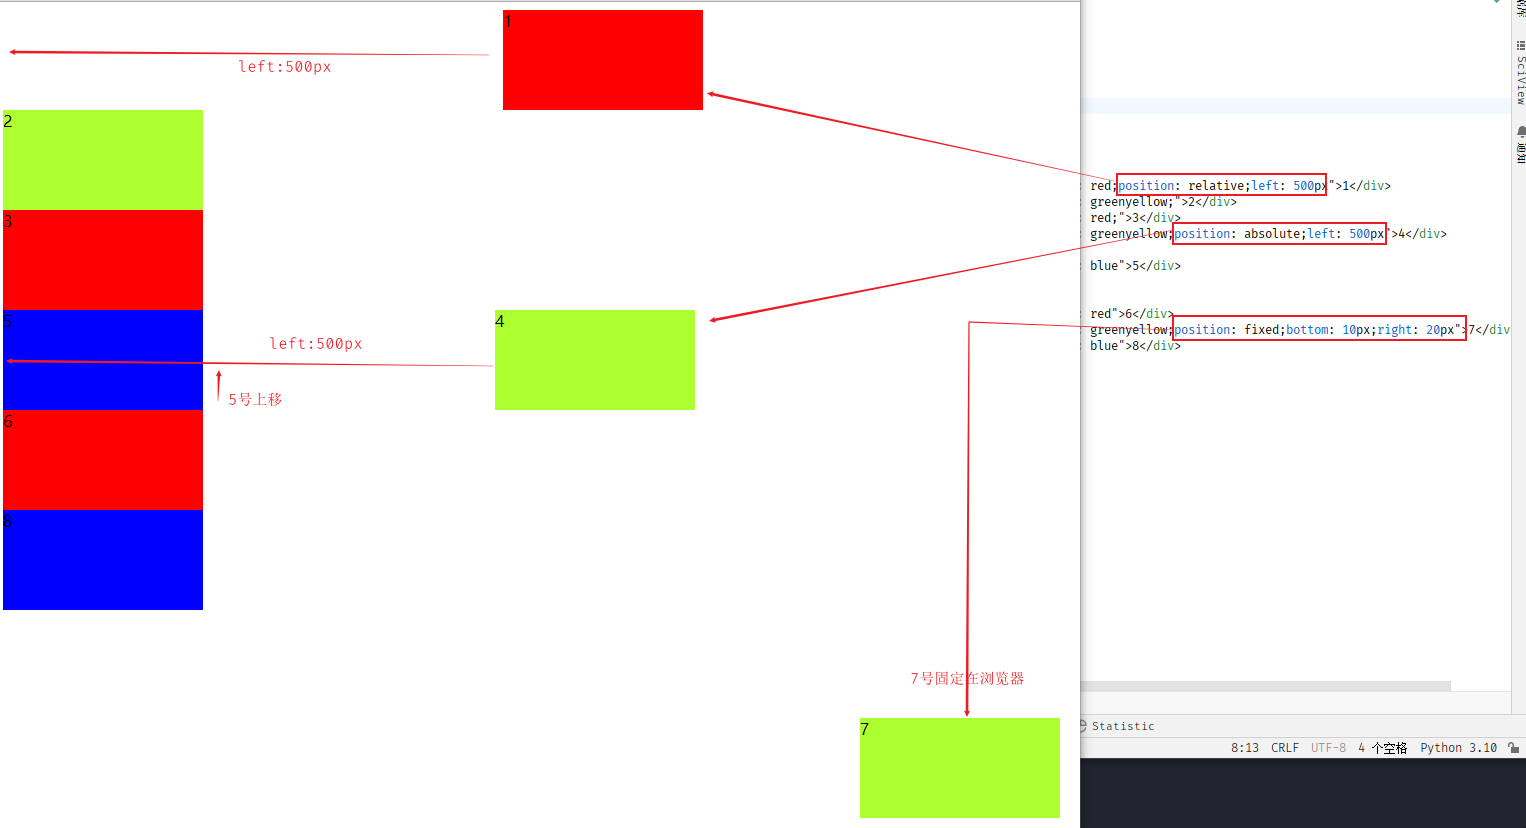 1
left:500px
2
3
5
4
left:500px
5号上移
6
8
7号固定在浏览器
7
red;position: relative;left: 500px">1</div>
greenyellow;">2</div>
red;">3</div>
greenyellow;position: absolute;left: 500px">4</div>
blue">5</div>
red">6</div>
greenyellow;position: fixed;bottom: 10px;right: 20px">7</div
blue">8</div>
SciView
通知
Statistic
8:13 CRLF UTF-8 4 个空格 Python 3.10